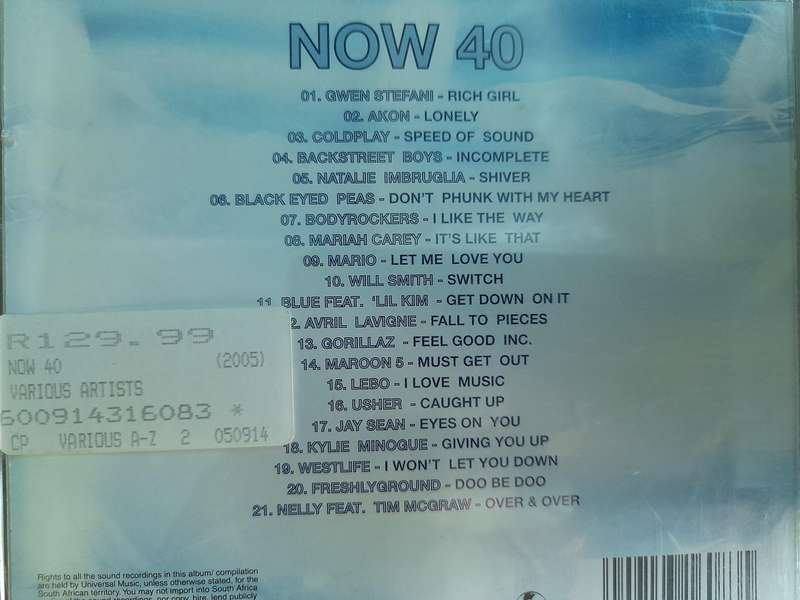 NOW 40
01. GWEN STEFANI - RICH GIRL
02. AKON - LONELY
03. COLDPLAY - SPEED OF SOUND
04. BACKSTREET BOYS - INCOMPLETE
05. NATALIE IMBRUGLIA - SHIVER
06. BLACK EYED PEAS - DON'T PHUNK WITH MY HEART
07. BODYROCKERS - I LIKE THE WAY
08. MARIAH CAREY - IT'S LIKE THAT
09. MARIO - LET ME LOVE YOU
10. WILL SMITH - SWITCH
11. BLUE FEAT. 'LIL KIM - GET DOWN ON IT
2. AVRIL LAVIGNE - FALL TO PIECES
13. GORILLAZ - FEEL GOOD INC.
14. MAROON 5 - MUST GET OUT
15. LEBO - I LOVE MUSIC
16. USHER - CAUGHT UP
17. JAY SEAN - EYES ON YOU
18. KYLIE MINOGUE - GIVING YOU UP
19. WESTLIFE - I WON'T LET YOU DOWN
20. FRESHLYGROUND - DOO BE DOO
21. NELLY FEAT. TIM MCGRAW - OVER & OVER
R129.99
NOW 40 (2005)
VARIOUS ARTISTS
600914316083 *
CP VARIOUS A-Z 2 050914
Rights to all the sound recordings in this album/ compilation
are held by Universal Music, unless otherwise stated, for the
South African territory. You may not import into South Africa